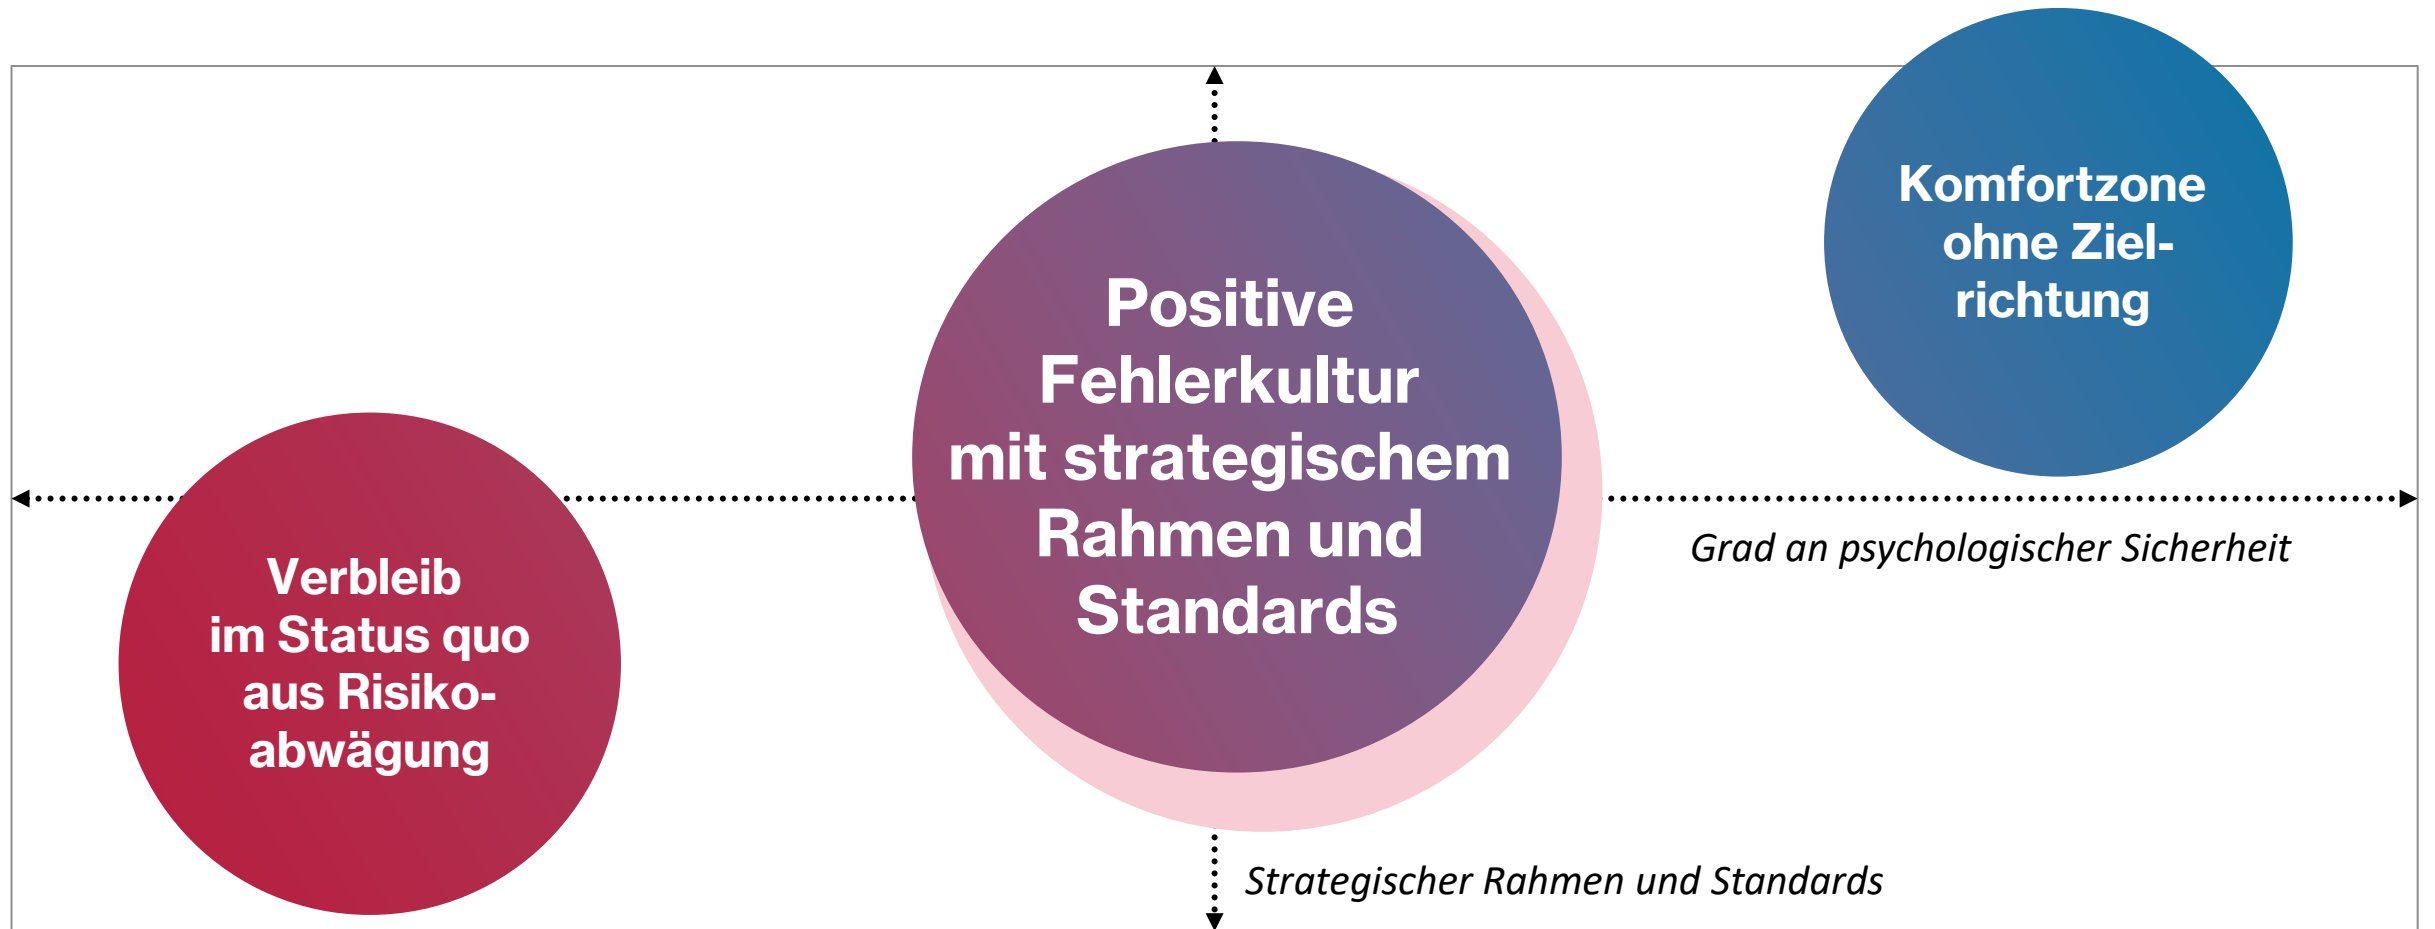 Komfortzone
ohne Ziel-
richtung
Positive
Fehlerkultur
mit strategischem
Rahmen und
Standards
Grad an psychologischer Sicherheit
Verbleib
im Status quo
aus Risiko-
abwägung
Strategischer Rahmen und Standards